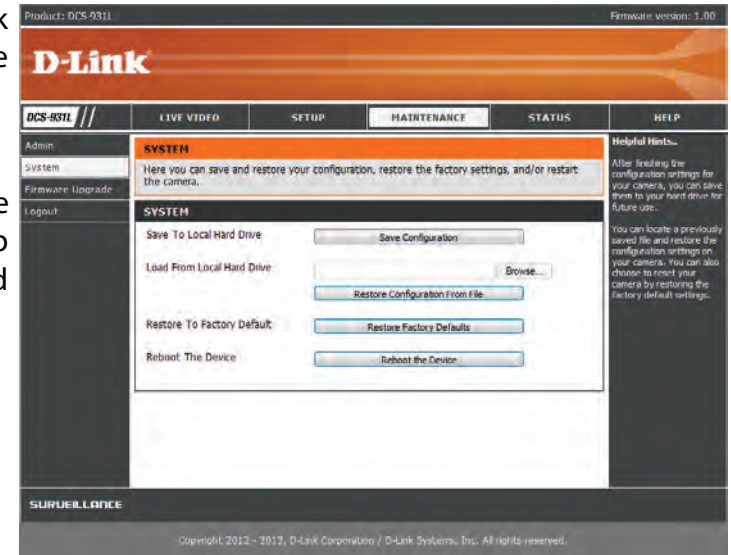 Product: DCS-931L
Firmware version: 1.00
D-Link
DCS-931L
LIVE VIDEO
SETUP
MAINTENANCE
STATUS
HELP
Admin
System
Firmware Upgrade
Logout
SYSTEM
Here you can save and restore your configuration, restore the factory settings, and/or restart
the camera.
SYSTEM
Save To Local Hard Drive
Save Configuration
Load From Local Hard Drive
Browse...
Restore Configuration From File
Restore To Factory Default
Restore Factory Defaults
Reboot The Device
Reboot the Device
Helpful Hints..
After finishing the
configuration settings for
your camera, you can save
them to your hard drive for
future use.
You can locate a previously
saved file and restore the
configuration settings on
your camera. You can also
choose to reset your
camera by restoring the
factory default settings.
SURVEILLANCE
Copyright 2012 - 2013, D-Link Corporation / D-Link Systems, Inc. All rights reserved.